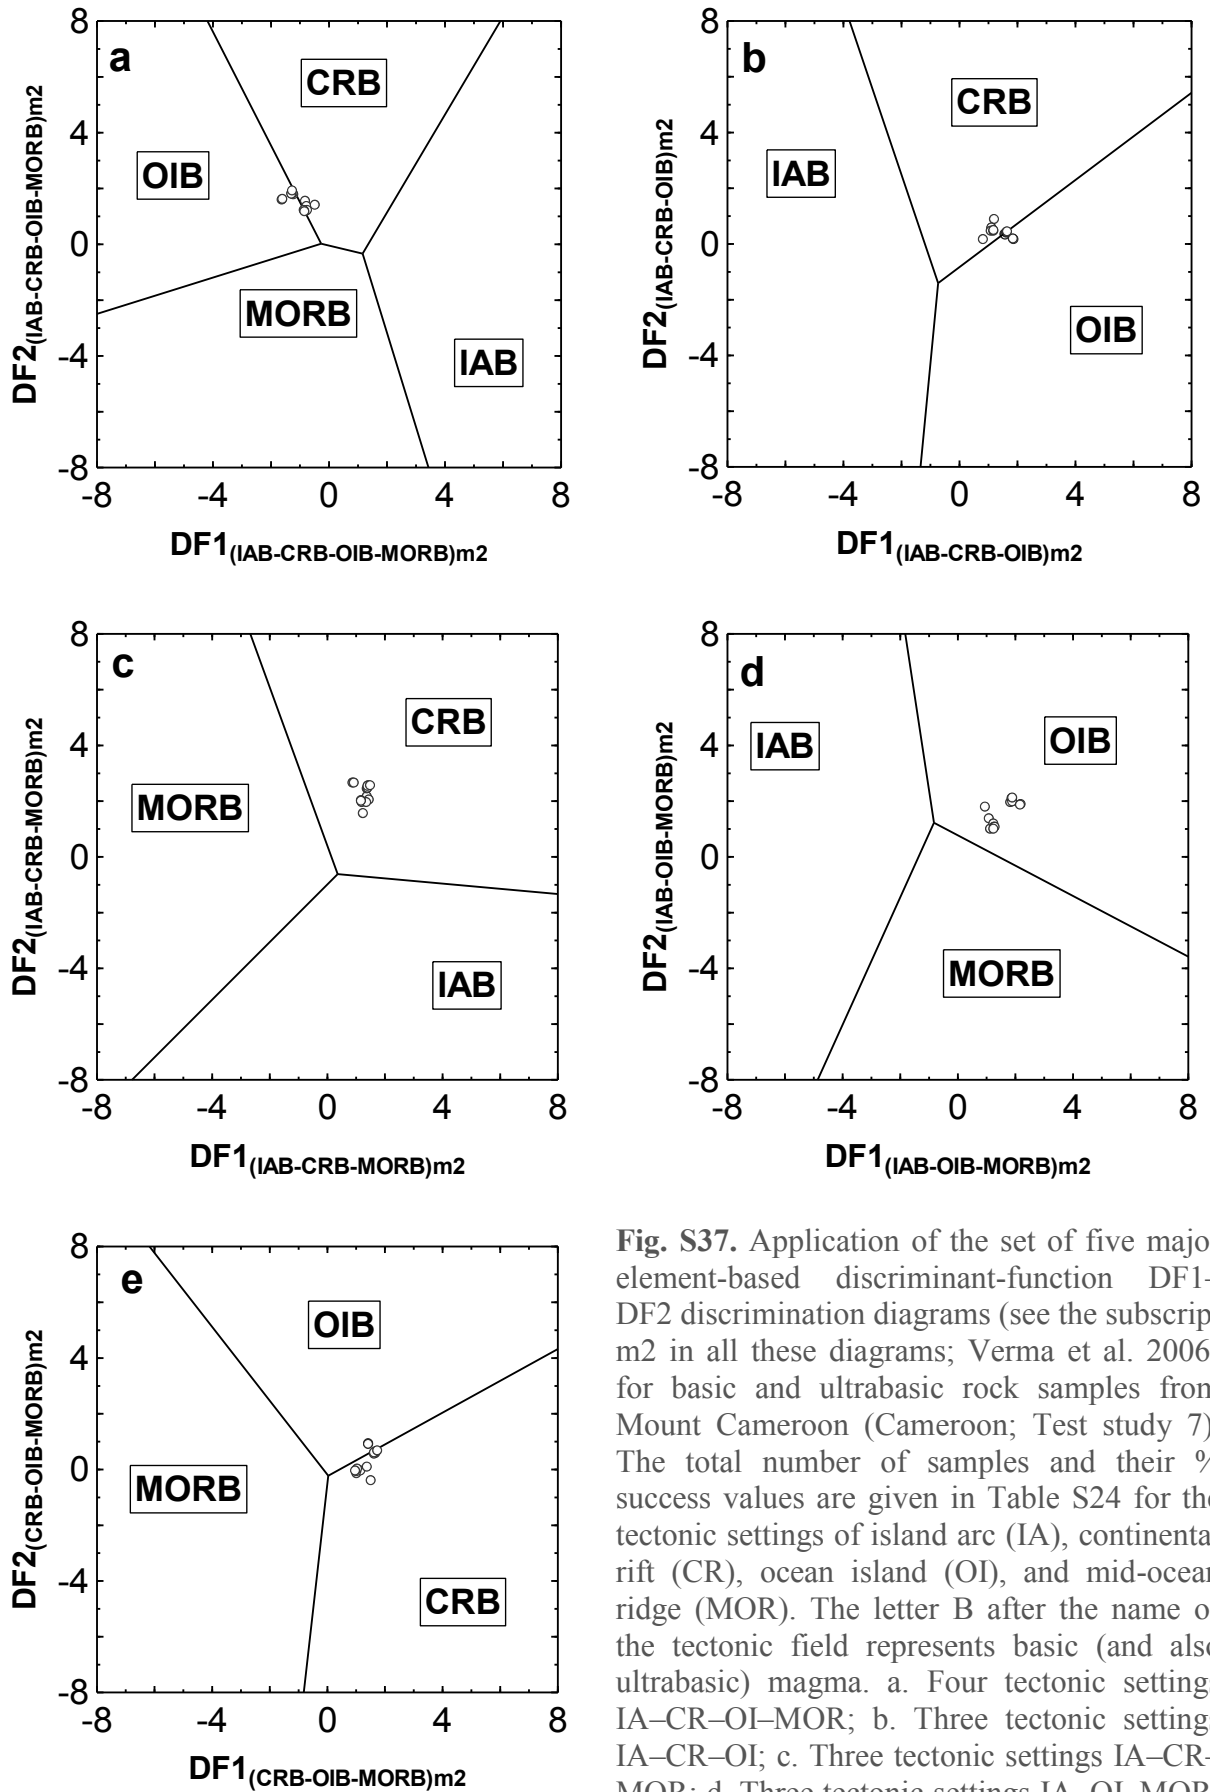 a
CRB
OIB
MORB
IAB
8
4
0
-4
-8
-8 -4 0 4 8
DF2(IAB-CRB-OIB-MORB)m2
DF1(IAB-CRB-OIB-MORB)m2
b
CRB
IAB
OIB
8
4
0
-4
-8
-8 -4 0 4 8
DF2(IAB-CRB-OIB)m2
DF1(IAB-CRB-OIB)m2
c
CRB
MORB
IAB
8
4
0
-4
-8
-8 -4 0 4 8
DF2(IAB-CRB-MORB)m2
DF1(IAB-CRB-MORB)m2
d
OIB
IAB
MORB
8
4
0
-4
-8
-8 -4 0 4 8
DF2(IAB-OIB-MORB)m2
DF1(IAB-OIB-MORB)m2
e
OIB
MORB
CRB
8
4
0
-4
-8
-8 -4 0 4 8
DF2(CRB-OIB-MORB)m2
DF1(CRB-OIB-MORB)m2
Fig. S37. Application of the set of five major
element-based discriminant-function DF1–
DF2 discrimination diagrams (see the subscrip
m2 in all these diagrams; Verma et al. 2006
for basic and ultrabasic rock samples from
Mount Cameroon (Cameroon; Test study 7)
The total number of samples and their %
success values are given in Table S24 for the
tectonic settings of island arc (IA), continenta
rift (CR), ocean island (OI), and mid-ocean
ridge (MOR). The letter B after the name o
the tectonic field represents basic (and also
ultrabasic) magma. a. Four tectonic settings
IA–CR–OI–MOR; b. Three tectonic settings
IA–CR–OI; c. Three tectonic settings IA–CR–
MOR; d. Three tectonic settings IA–OI–MOR